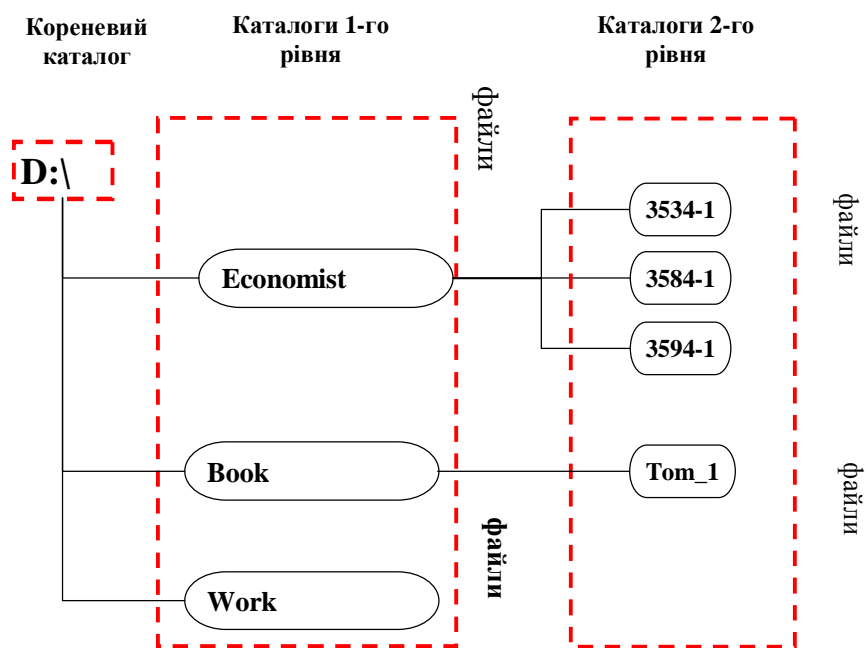 Кореневий
каталог
Каталоги 1-го
рівня
Каталоги 2-го
рівня
файли
файли
D:\
3534-1
Economist
3584-1
3594-1
Book
Tom_1
файли
файли
Work